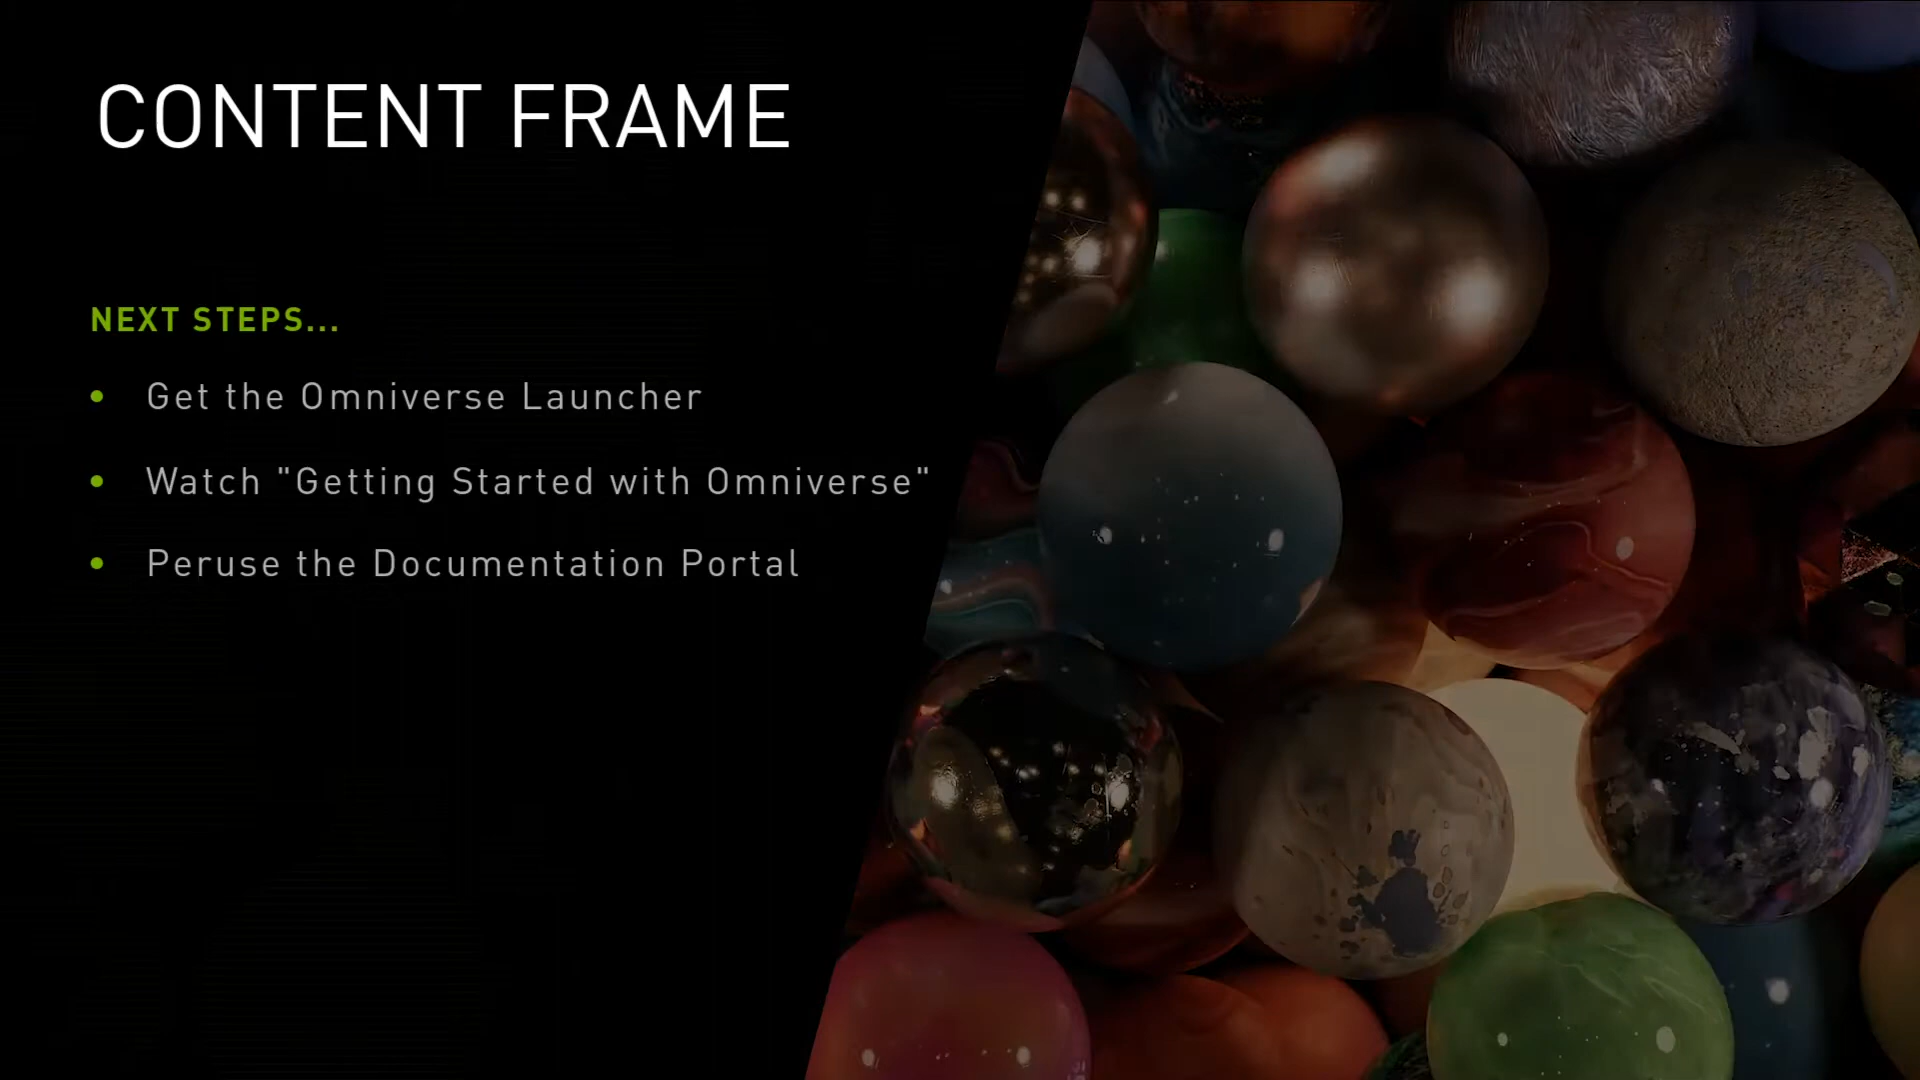 CONTENT FRAME
NEXT STEPS...
• Get the Omniverse Launcher
• Watch "Getting Started with Omniverse"
• Peruse the Documentation Portal